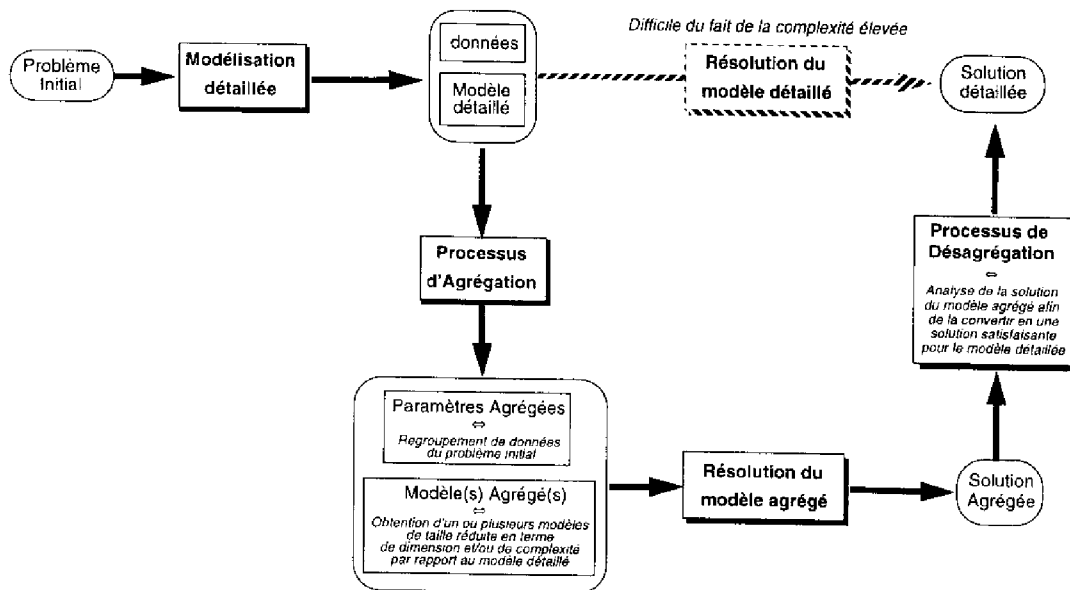 Problème
Initial
Modélisation
détaillée
données
Modèle
détaillé
Difficile du fait de la complexité élevée
Résolution du
modèle détaillé
Solution
détaillée
Processus
d'Agrégation
Processus de
Désagrégation
⇔
Analyse de la solution
du modèle agrégé afin
de la convertir en une
solution satisfaisante
pour le modèle détaillée
Paramètres Agrégées
⇔
Regroupement de données
du problème initial
Modèle(s) Agrégé(s)
⇔
Obtention d'un ou plusieurs modèles
de taille réduite en terme
de dimension et/ou de complexité
par rapport au modèle détaillé
Résolution du
modèle agrégé
Solution
Agrégée